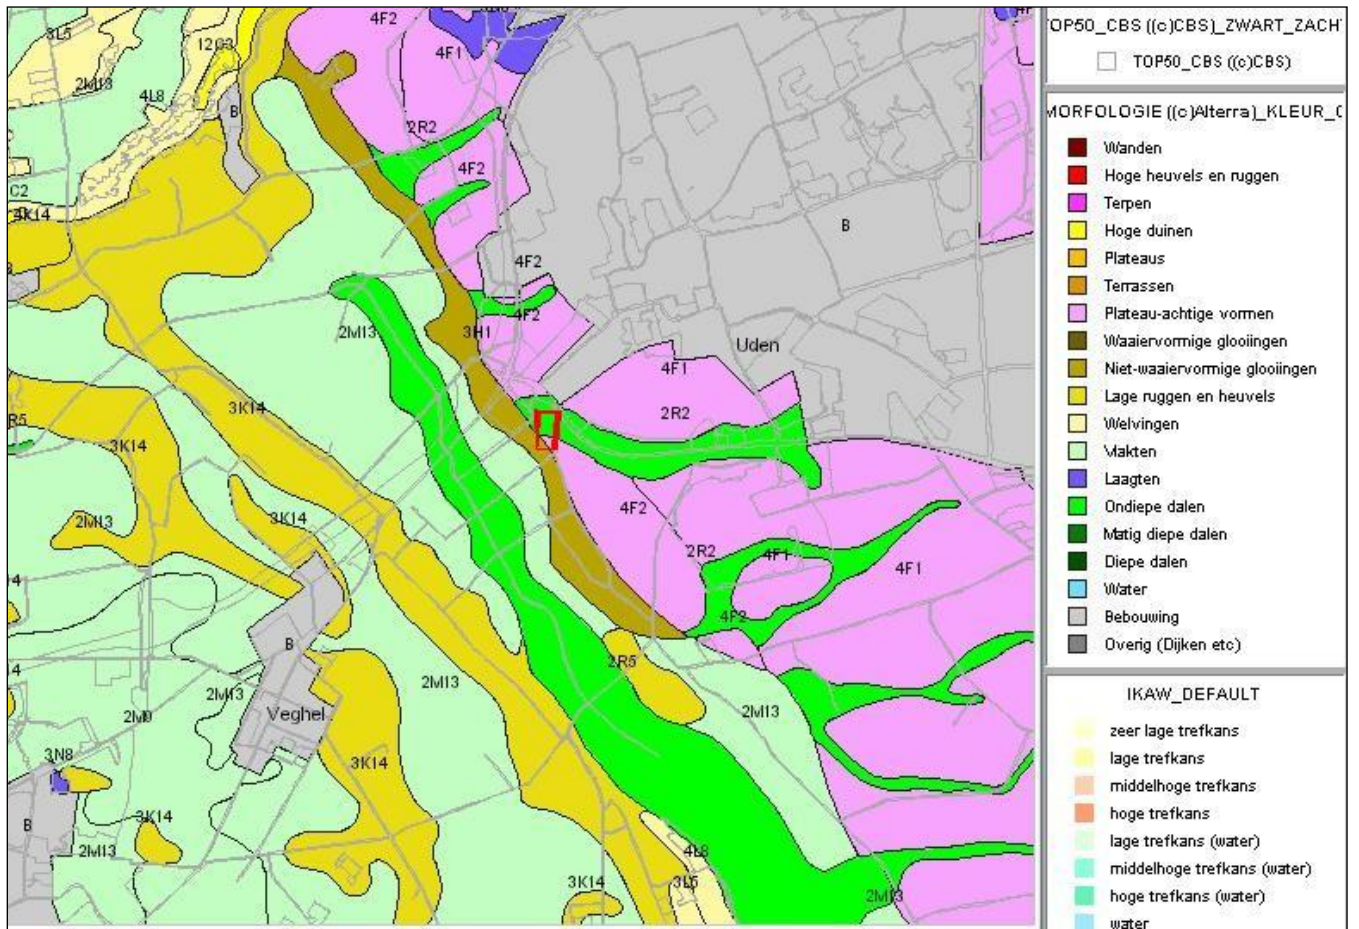 4F2
3L5
12C3
4F1
2M13
4L8
B
2R2
4F2
C2
4K14
B
4F2
2M13
3H1
4F2
Uden
4F1
3K14
2R2
R5
3K14
4F2
2M13
3K14
2R2
4F1
4F1
4F2
B
2R5
2M13
2M13
2M9
Veghel
2M13
3N8
3K14
3K14
B
2M13
4L8
3K14
3L5
2M13
TOP50_CBS ((c)CBS)_ZWART_ZACH
TOP50_CBS ((c)CBS)
MORFOLOGIE ((c)Alterra)_KLEUR_
Wanden
Hoge heuvels en ruggen
Terpen
Hoge duinen
Plateaus
Terrassen
Plateau-achtige vormen
Waaiervormige glooiingen
Niet-waaiervormige glooiingen
Lage ruggen en heuvels
Welvingen
Vlakten
Laagten
Ondiepe dalen
Matig diepe dalen
Diepe dalen
Water
Bebouwing
Overig (Dijken etc)
IKAW_DEFAULT
zeer lage trefkans
lage trefkans
middelhoge trefkans
hoge trefkans
lage trefkans (water)
middelhoge trefkans (water)
hoge trefkans (water)
water